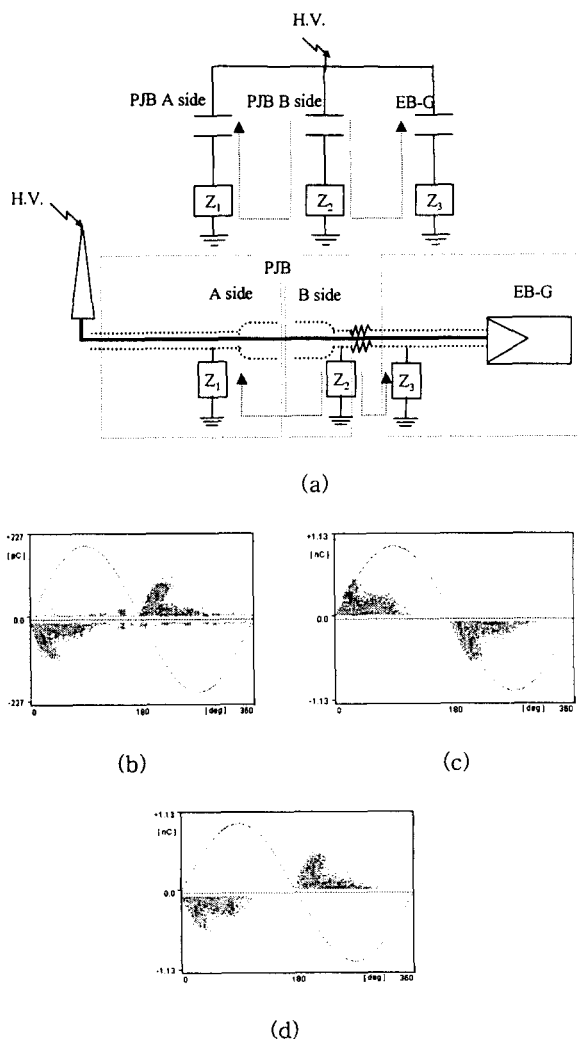 H.V.
PJB A side
PJB B side
EB-G
Z1
Z2
Z3
H.V.
PJB
A side
B side
EB-G
Z1
Z2
Z3
(a)
+227
[pC]
0.0
-227
0
180
[deg]
360
+1.13
[nC]
0.0
-1.13
0
180
[deg]
360
(b)
(c)
+1.13
[nC]
0.0
-1.13
0
180
[deg]
360
(d)